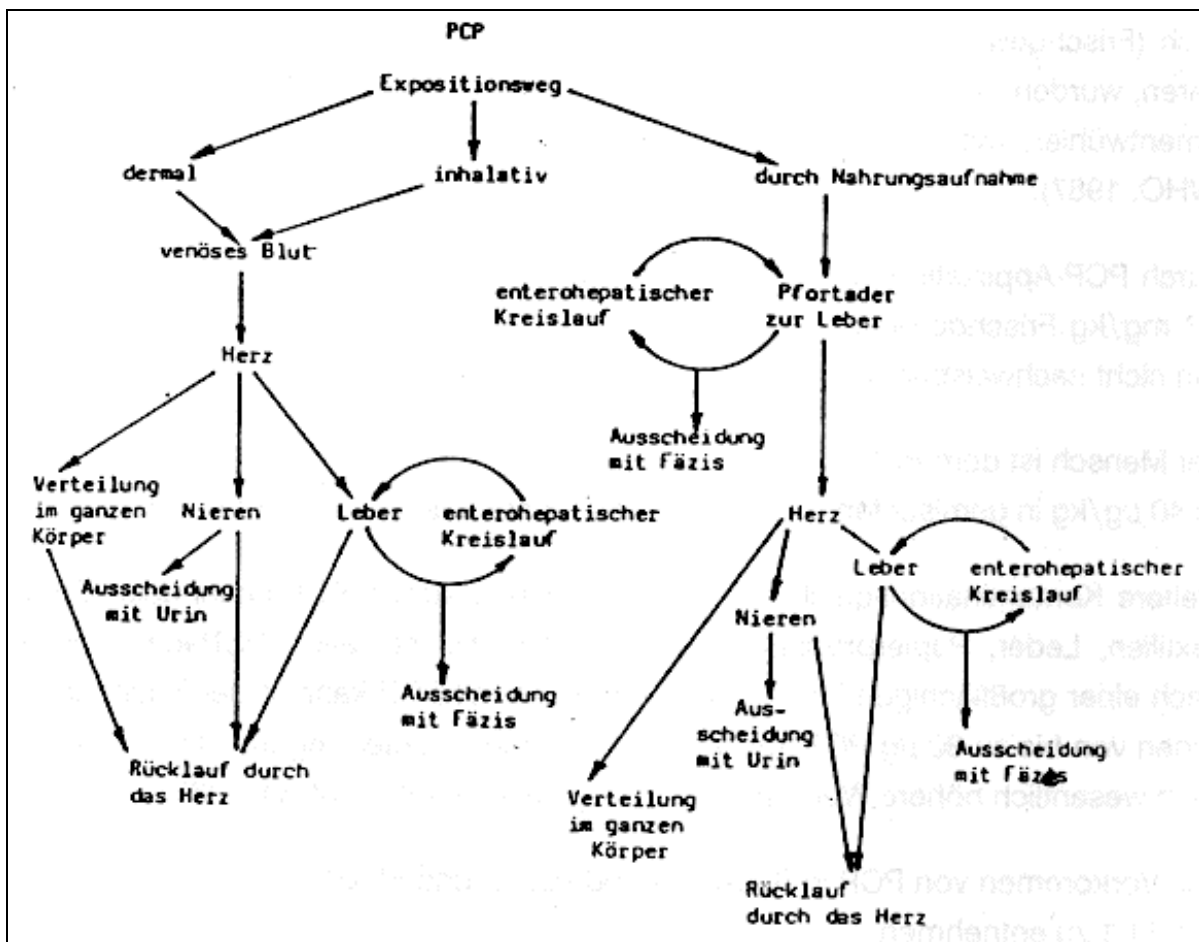 PCP
Expositionsweg
dermal
inhalativ
durch Nahrungsaufnahme
venöses Blut
enterohepatischer
Kreislauf
Pfortader
zur Leber
Herz
Ausscheidung
mit Fäzis
Verteilung
im ganzen
Körper
Nieren
Leber
enterohepatischer
Kreislauf
Ausscheidung
mit Urin
Ausscheidung
mit Fäzis
Rücklauf durch
das Herz
Herz
Leber
enterohepatischer
Kreislauf
Nieren
Aus-
scheidung
mit Urin
Ausscheidung
mit Fäzis
Verteilung
im ganzen
Körper
Rücklauf
durch das Herz